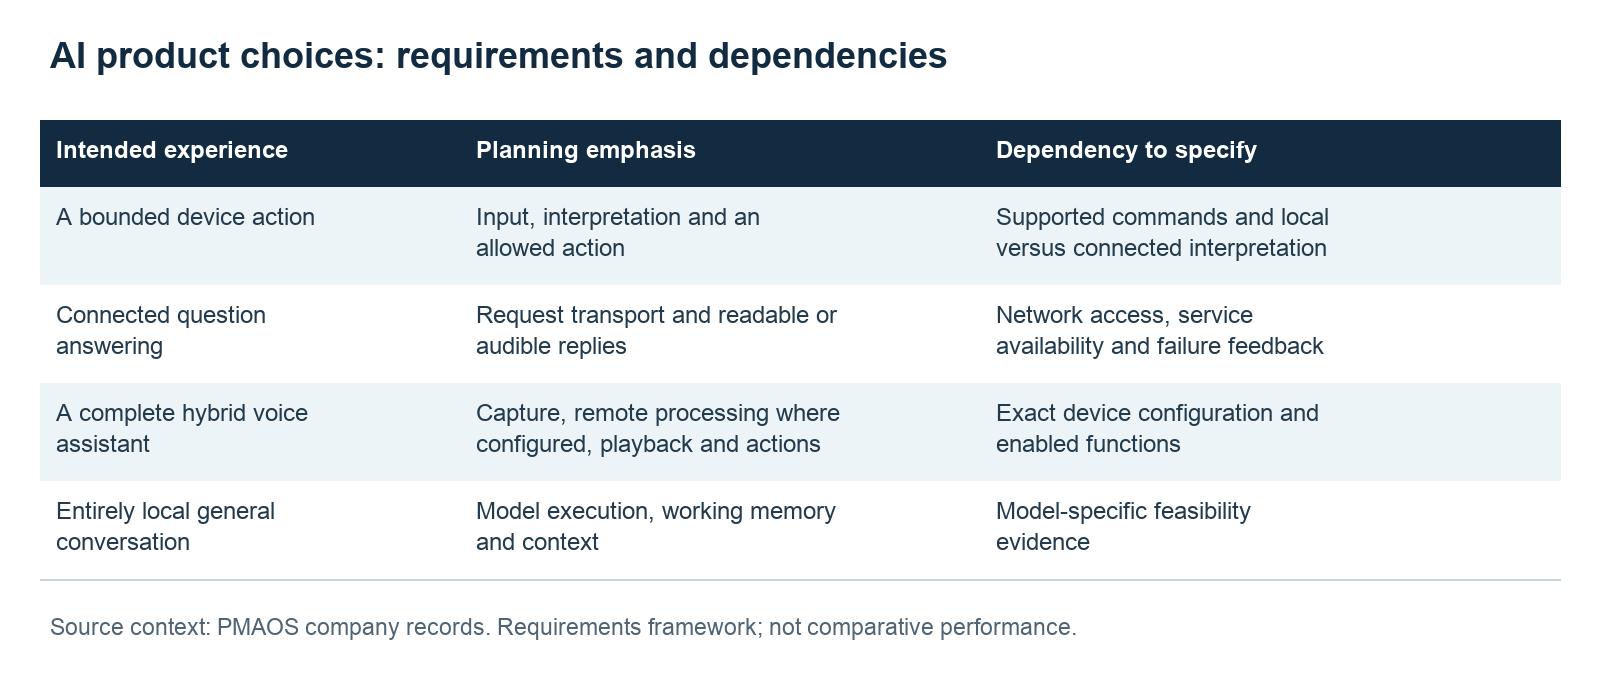 AI product choices: requirements and dependencies
Intended experience
Planning emphasis
Dependency to specify
A bounded device action
Input, interpretation and an
allowed action
Supported commands and local
versus connected interpretation
Connected question
answering
Request transport and readable or
audible replies
Network access, service
availability and failure feedback
A complete hybrid voice
assistant
Capture, remote processing where
configured, playback and actions
Exact device configuration and
enabled functions
Entirely local general
conversation
Model execution, working memory
and context
Model-specific feasibility
evidence
Source context: PMAOS company records. Requirements framework; not comparative performance.